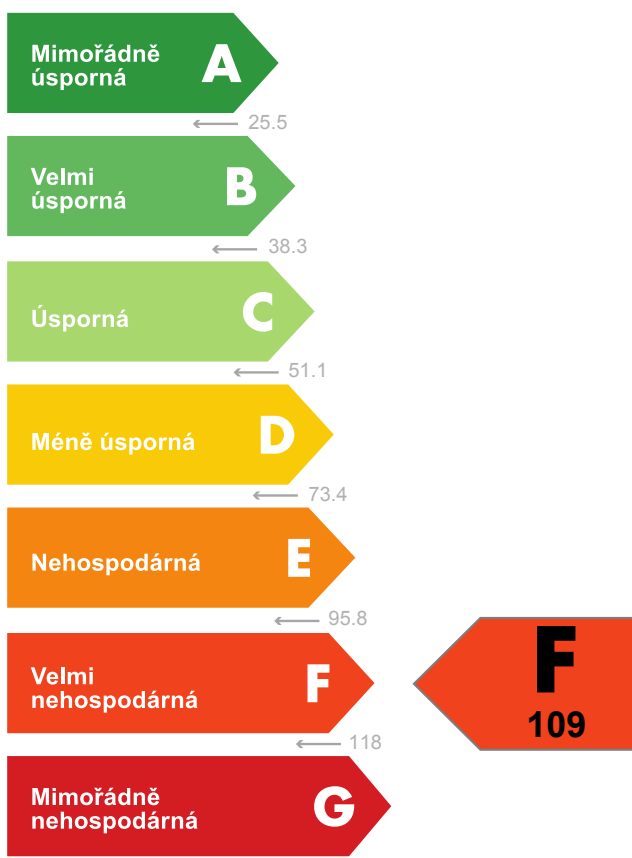 Mimořádně
úsporná
A
25.5
Velmi
úsporná
B
38.3
Úsporná
C
51.1
Méně úsporná
D
73.4
Nehospodárná
E
95.8
Velmi
nehospodárná
F
F
109
118
Mimořádně
nehospodárná
G